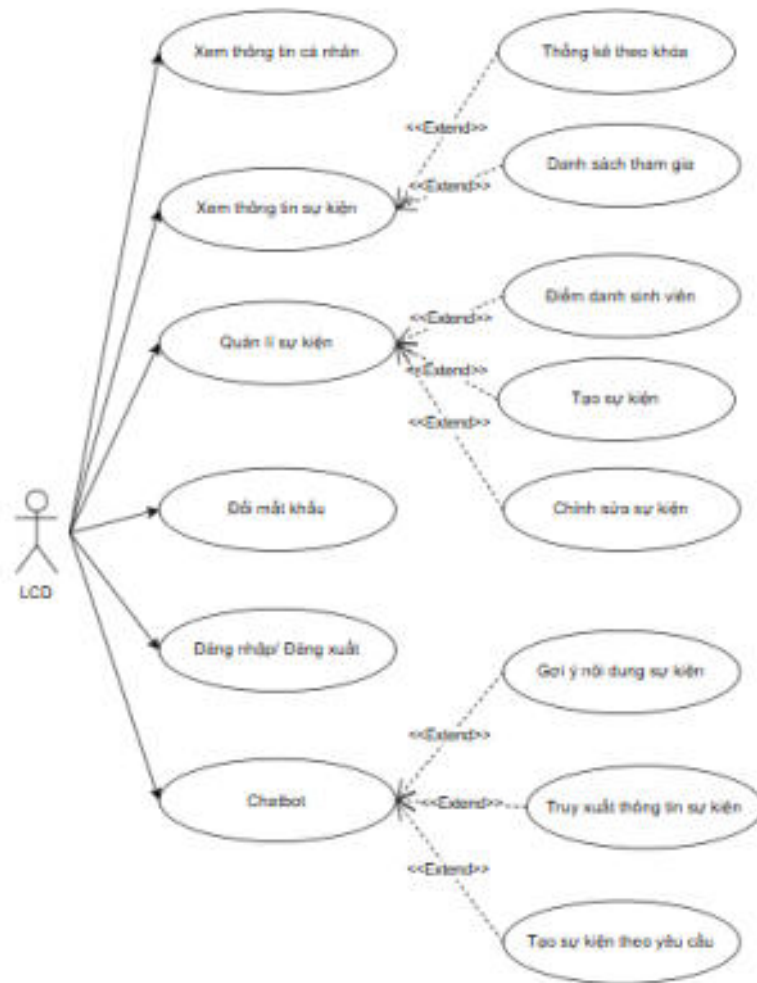 Xem thông tin cá nhân
Thống kê theo khóa
<<Extend>>
Danh sách tham gia
<<Extend>>
Xem thông tin sự kiện
Điểm danh sinh viên
<<Extend>>
Quản lí sự kiện
<<Extend>>
Tạo sự kiện
<<Extend>>
Chỉnh sửa sự kiện
Đổi mật khẩu
LCD
Đăng nhập/ Đăng xuất
Gợi ý nội dung sự kiện
<<Extend>>
Chatbot
<<Extend>>
Truy xuất thông tin sự kiện
<<Extend>>
Tạo sự kiện theo yêu cầu